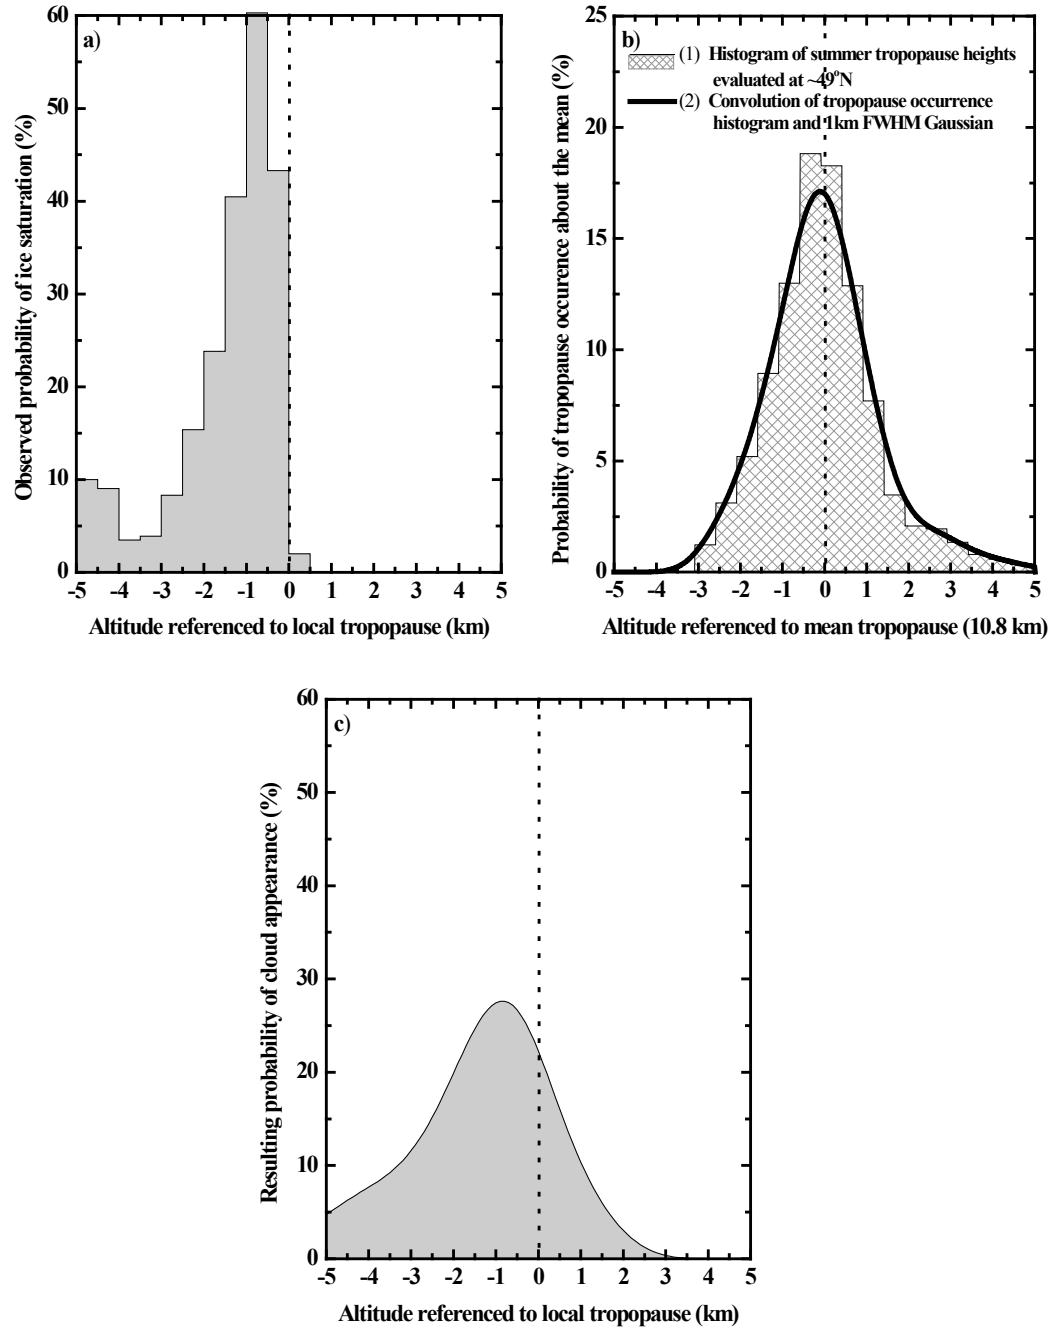 a)
Observed probability of ice saturation (%)
60
50
40
30
20
10
0
-5 -4 -3 -2 -1 0 1 2 3 4 5
Altitude referenced to local tropopause (km)
b)
(1) Histogram of summer tropopause heights
evaluated at ~49°N
(2) Convolution of tropopause occurrence
histogram and 1km FWHM Gaussian
Probability of tropopause occurence about the mean (%)
25
20
15
10
5
0
-5 -4 -3 -2 -1 0 1 2 3 4 5
Altitude referenced to mean tropopause (10.8 km)
c)
Resulting probability of cloud appearance (%)
60
50
40
30
20
10
0
-5 -4 -3 -2 -1 0 1 2 3 4 5
Altitude referenced to local tropopause (km)